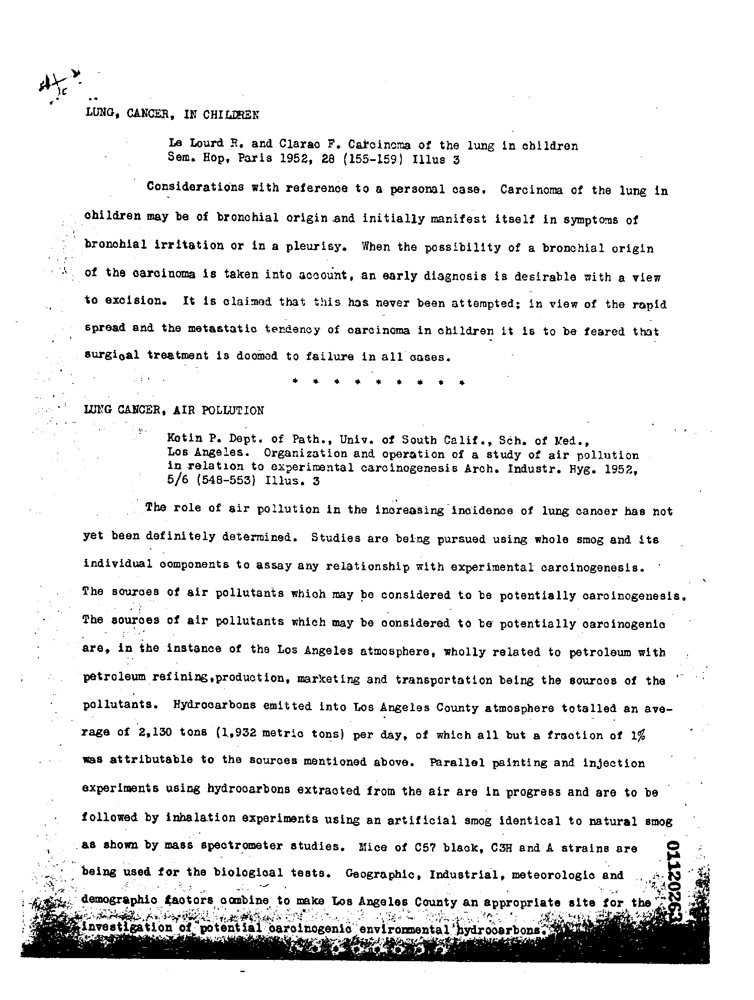 LUNG, CANCER, IN CHILDREN
Le Lourd R. and Clarac F. Carcinoma of the lung in children
Sem. Hop, Paris 1952, 28 (155-159) Illus 3
Considerations with reference to a personal case. Carcinoma of the lung in
children may be of bronchial origin and initially manifest itself in symptoms of
bronchial irritation or in a pleurisy. When the possibility of a bronchial origin
of the carcinoma is taken into account, an early diagnosis is desirable with a view
to excision. It is claimed that this has never been attempted; in view of the rapid
spread and the metastatic tendency of carcinoma in children it is to be feared that
surgical treatment is doomed to failure in all cases.
* * * * * * * * *
LUNG CANCER, AIR POLLUTION
Kotin P. Dept. of Path., Univ. of South Calif., Sch. of Med.,
Los Angeles. Organization and operation of a study of air pollution
in relation to experimental carcinogenesis Arch. Industr. Hyg. 1952,
5/6 (548-553) Illus. 3
The role of air pollution in the increasing incidence of lung cancer has not
yet been definitely determined. Studies are being pursued using whole smog and its
individual components to assay any relationship with experimental carcinogenesis.
The sources of air pollutants which may be considered to be potentially carcinogenesis.
The sources of air pollutants which may be considered to be potentially carcinogenic
are, in the instance of the Los Angeles atmosphere, wholly related to petroleum with
petroleum refining, production, marketing and transportation being the sources of the
pollutants. Hydrocarbons emitted into Los Angeles County atmosphere totalled an ave-
rage of 2,130 tons (1,932 metric tons) per day, of which all but a fraction of 1%
was attributable to the sources mentioned above. Parallel painting and injection
experiments using hydrocarbons extracted from the air are in progress and are to be
followed by inhalation experiments using an artificial smog identical to natural smog
as shown by mass spectrometer studies. Mice of C57 black, C3H and A strains are
being used for the biological tests. Geographic, Industrial, meteorologic and
demographic factors combine to make Los Angeles County an appropriate site for the
investigation of potential carcinogenic environmental hydrocarbons.
01120263